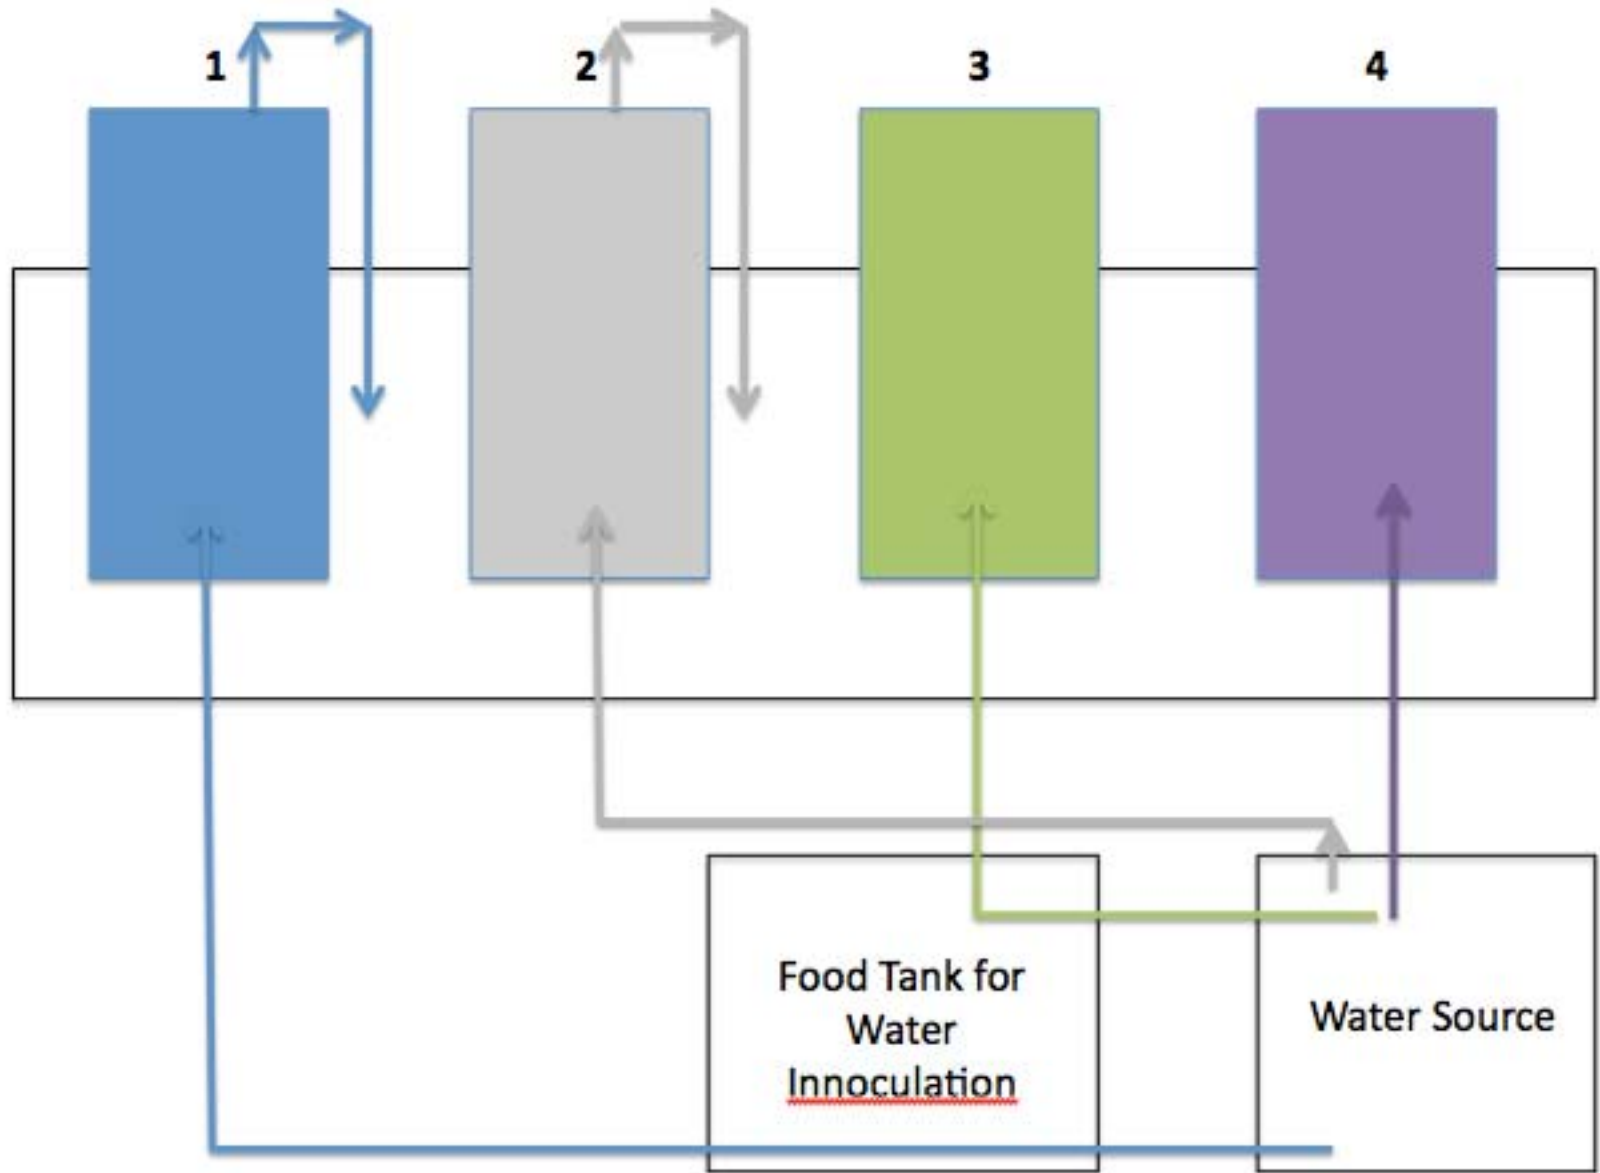 1
2
3
4
Food Tank for
Water
Innoculation
Water Source